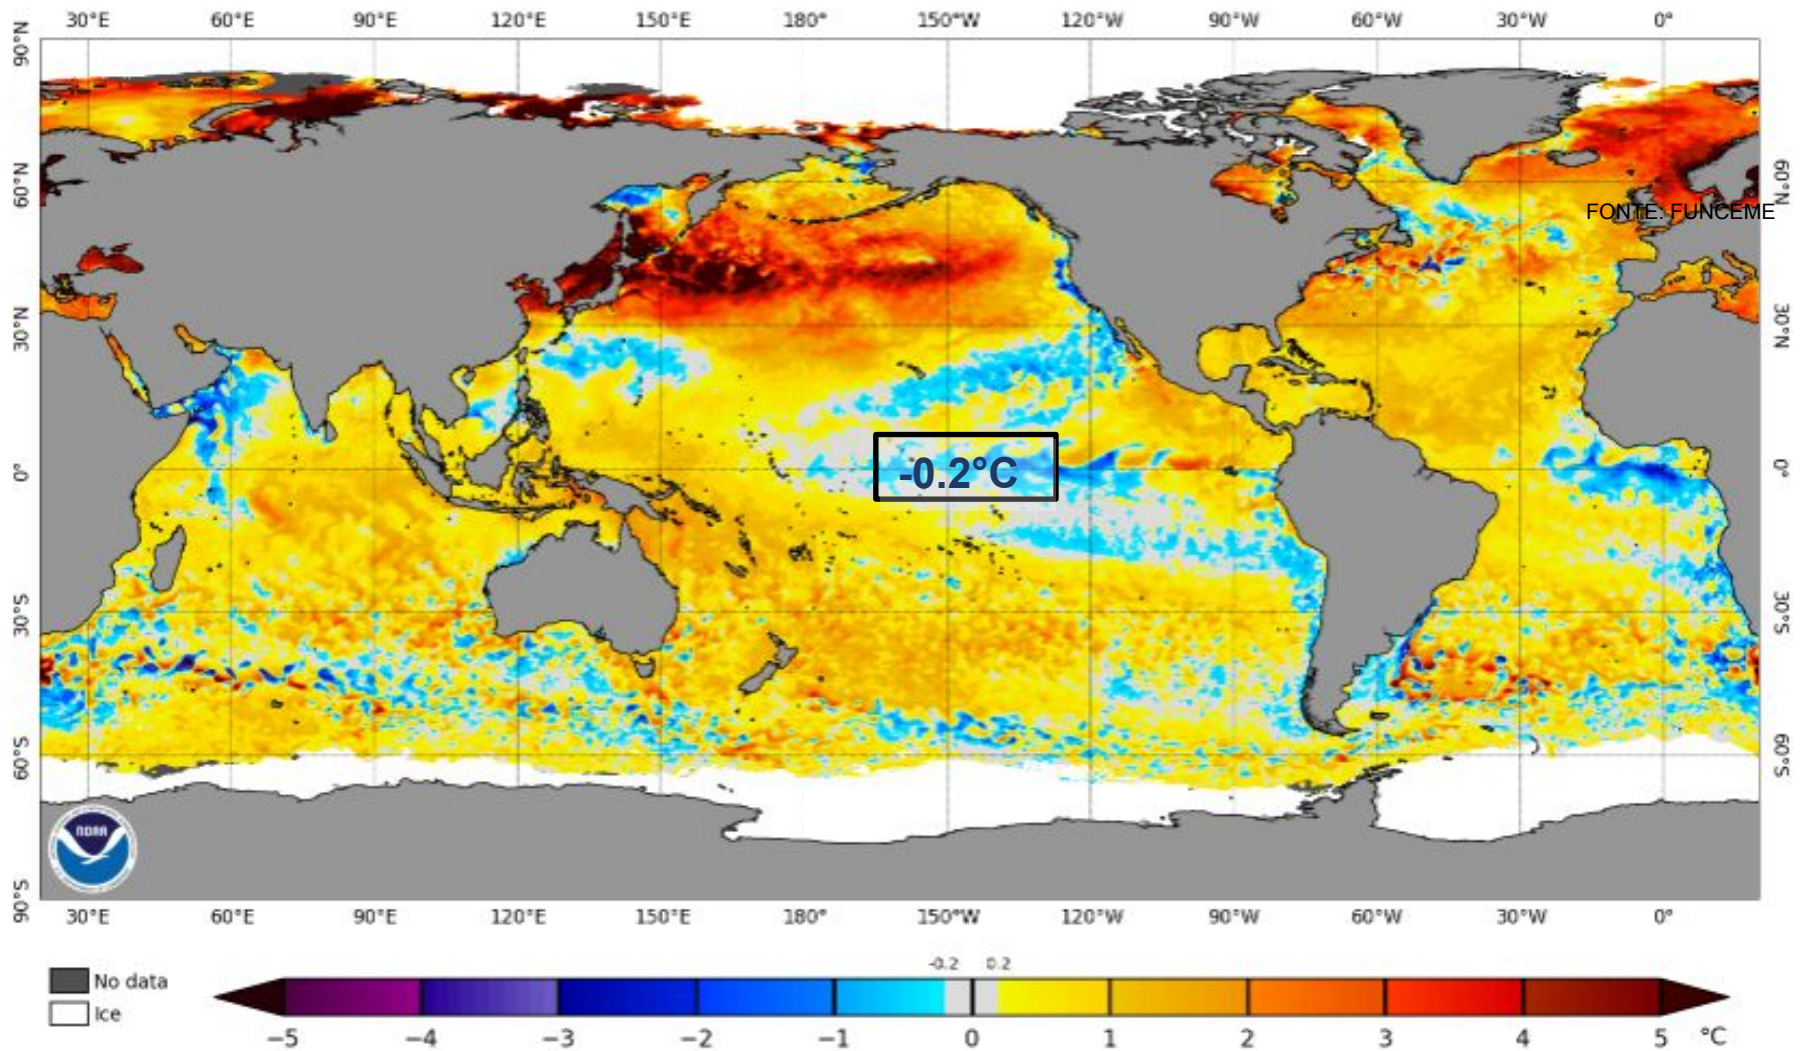 30°E 60°E 90°E 120°E 150°E 180° 150°W 120°W 90°W 60°W 30°W 0°
90°N
60°N 60°N
FONTE: FUNCEME
30°N 30°N
0° -0.2°C 0°
30°S 30°S
60°S 60°S
NOAA
90°S
30°E 60°E 90°E 120°E 150°E 180° 150°W 120°W 90°W 60°W 30°W 0°
-0.2 0.2
No data
Ice
−5 −4 −3 −2 −1 0 1 2 3 4 5 °C